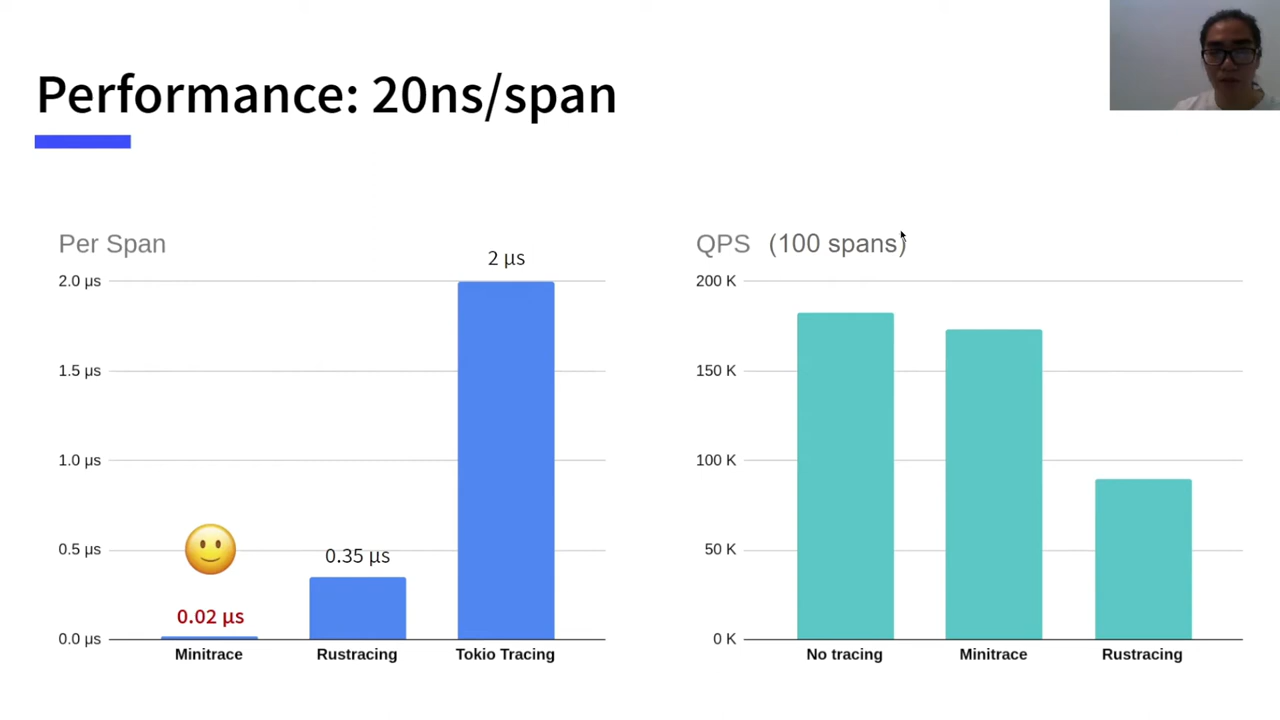 Performance: 20ns/span
Per Span
2 μs
2.0 μs
1.5 μs
1.0 μs
0.5 μs
0.35 μs
0.02 μs
0.0 μs
Minitrace Rustracing Tokio Tracing
QPS (100 spans)
200 K
150 K
100 K
50 K
0 K
No tracing Minitrace Rustracing